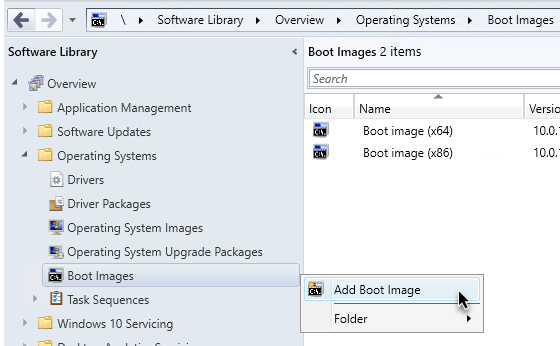 \ Software Library Overview Operating Systems Boot Images
Software Library
Overview
Application Management
Software Updates
Operating Systems
Drivers
Driver Packages
Operating System Images
Operating System Upgrade Packages
Boot Images
Task Sequences
Windows 10 Servicing
Boot Images 2 items
Search
Icon Name Versio
Boot image (x64) 10.0.
Boot image (x86) 10.0.
Add Boot Image
Folder